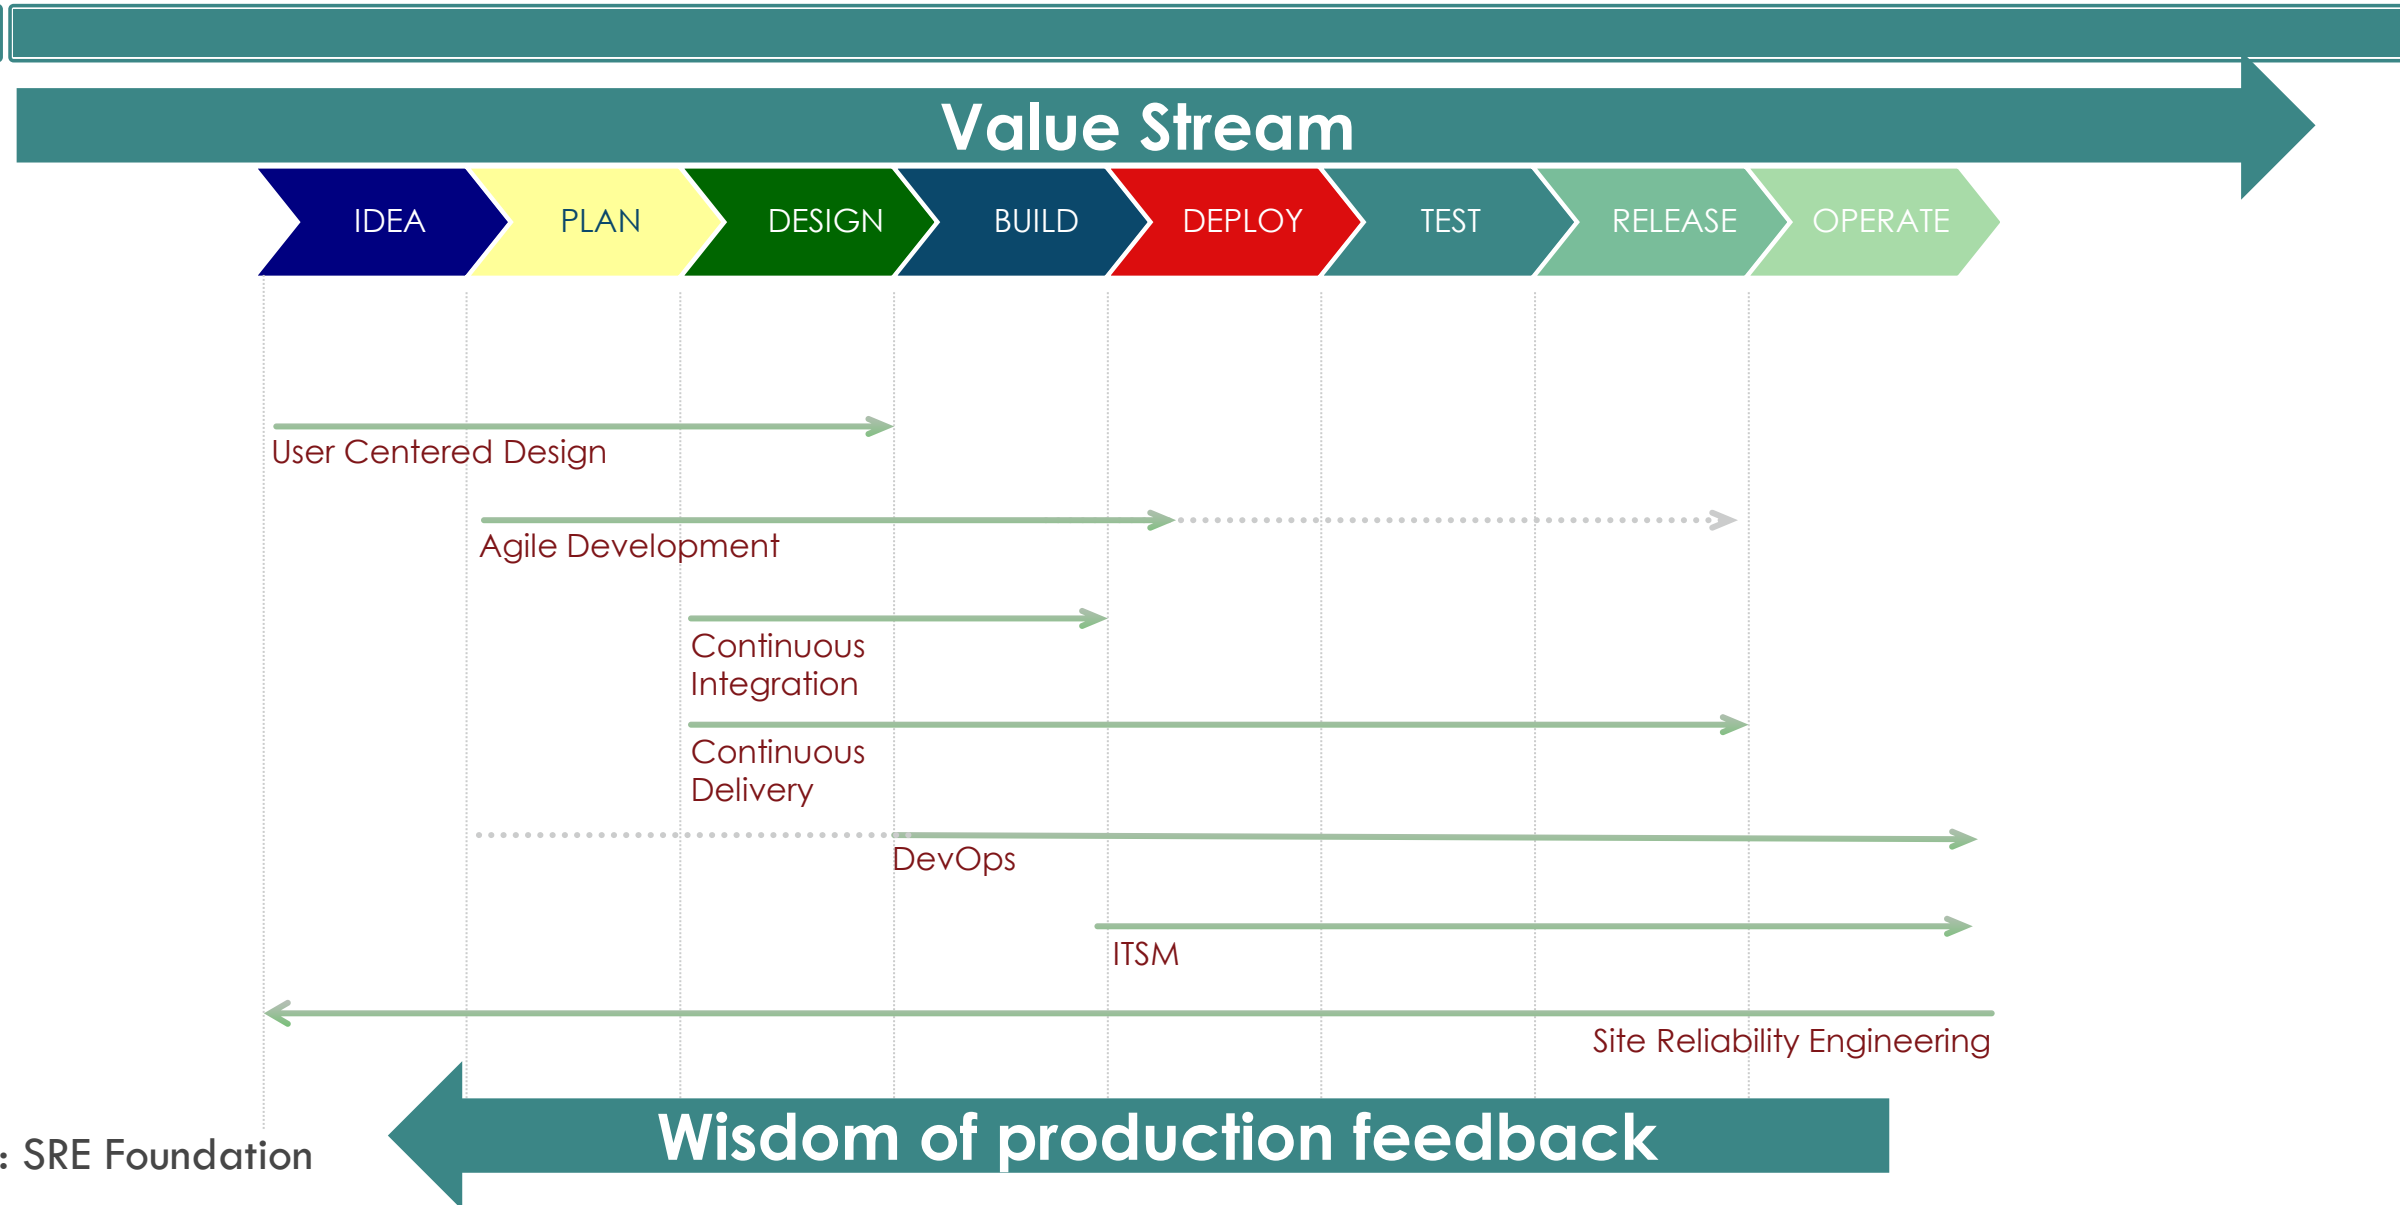 Value Stream
IDEA PLAN DESIGN BUILD DEPLOY TEST RELEASE OPERATE
User Centered Design
Agile Development
Continuous
Integration
Continuous
Delivery
DevOps
ITSM
Site Reliability Engineering
Wisdom of production feedback
: SRE Foundation